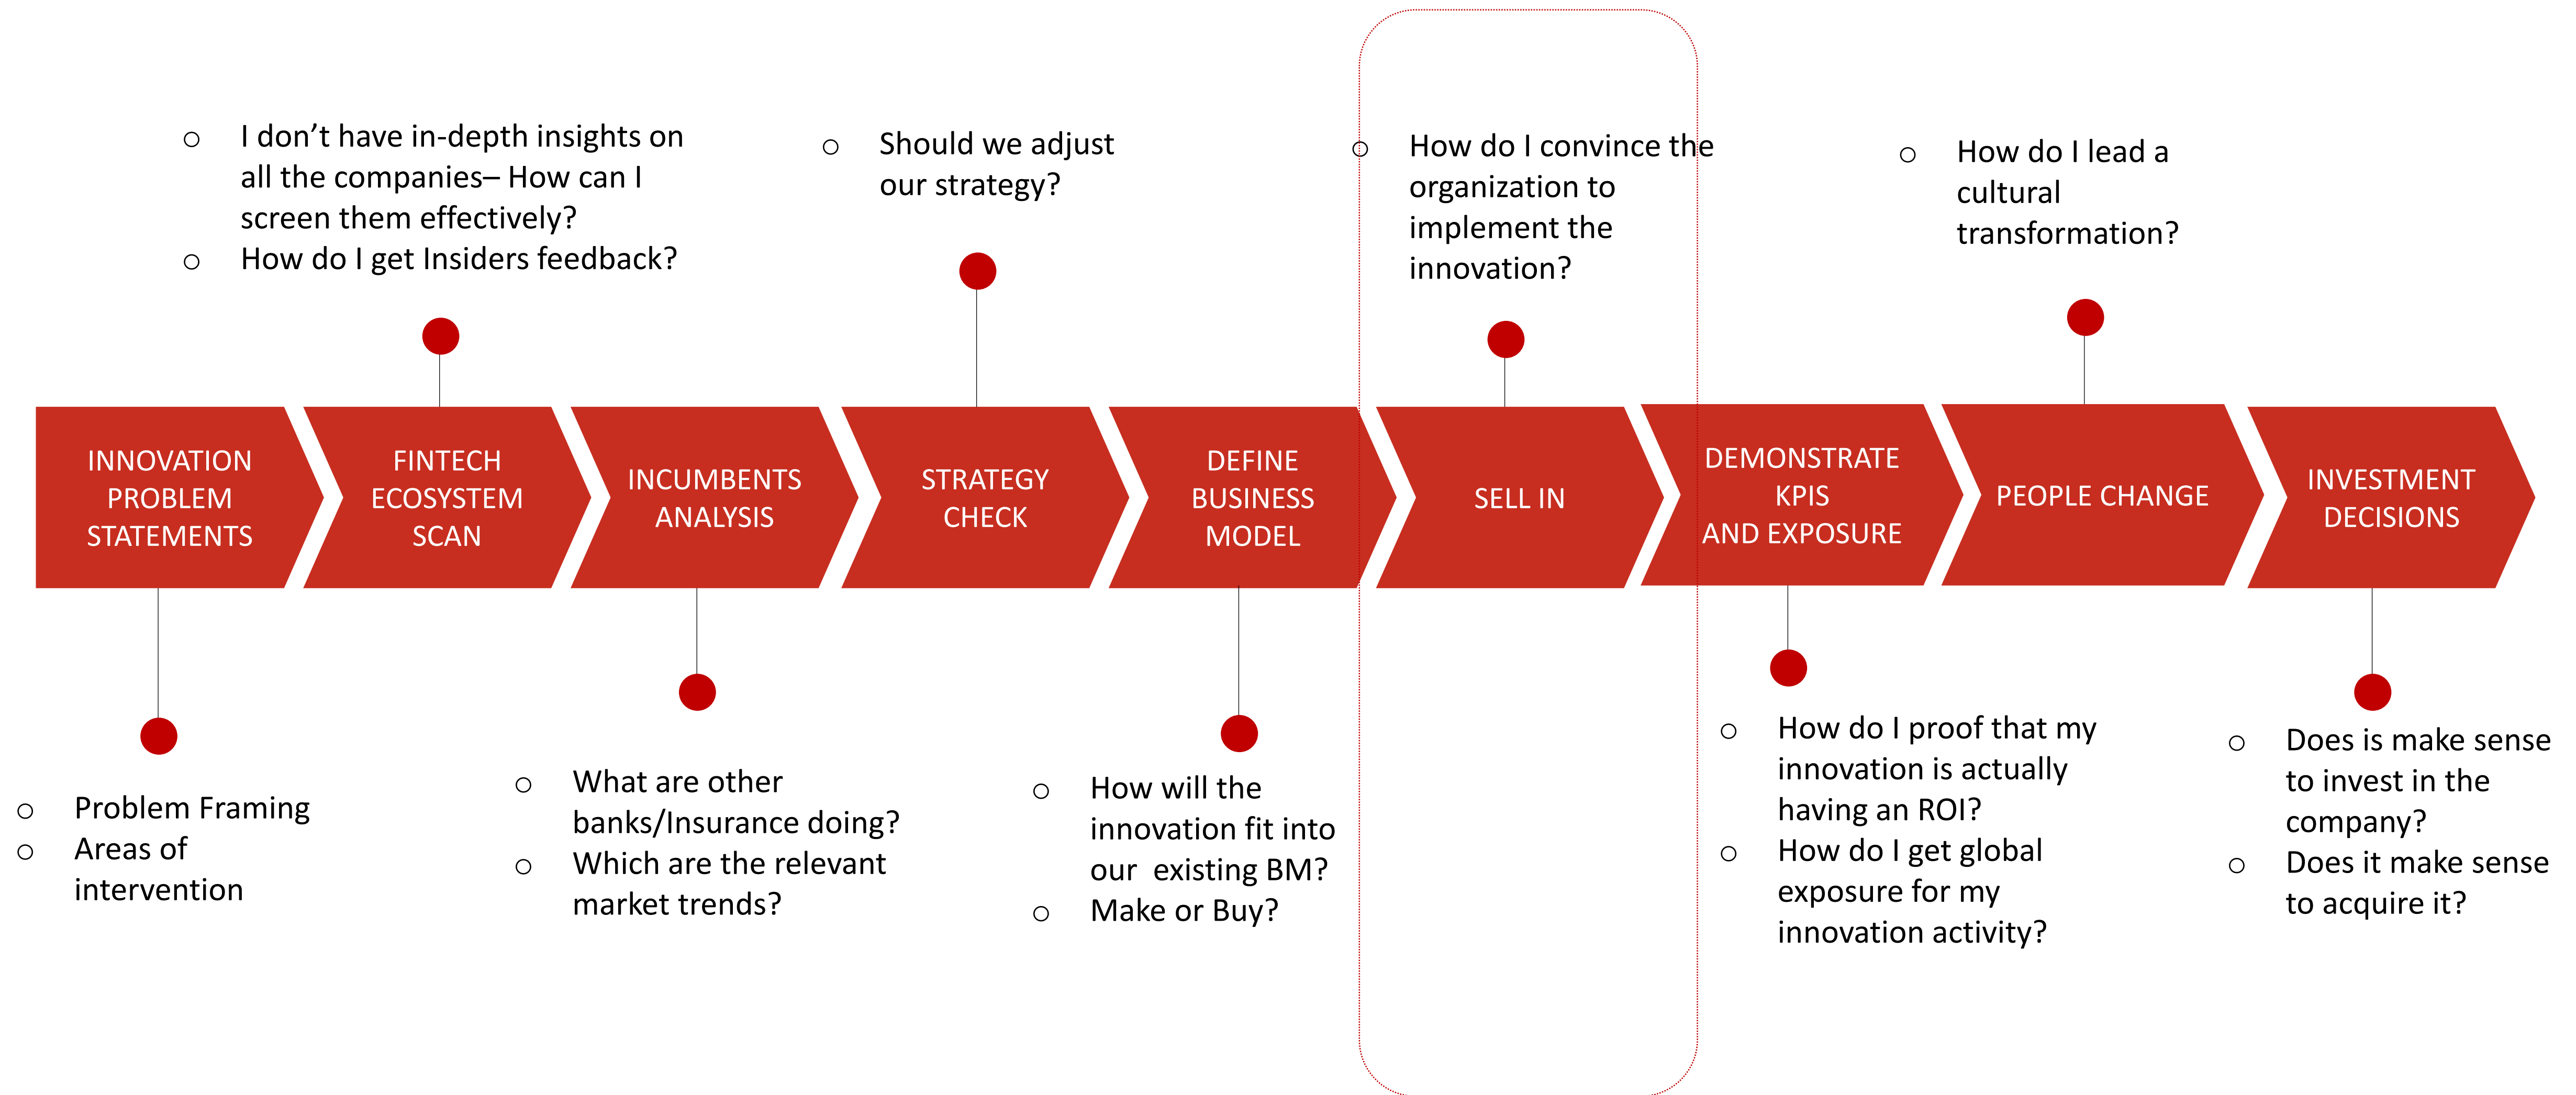 I don’t have in-depth insights on
all the companies– How can I
screen them effectively?
How do I get Insiders feedback?
Should we adjust
our strategy?
How do I convince the
organization to
implement the
innovation?
How do I lead a
cultural
transformation?
INNOVATION
PROBLEM
STATEMENTS
FINTECH
ECOSYSTEM
SCAN
INCUMBENTS
ANALYSIS
STRATEGY
CHECK
DEFINE
BUSINESS
MODEL
SELL IN
DEMONSTRATE
KPIS
AND EXPOSURE
PEOPLE CHANGE
INVESTMENT
DECISIONS
Problem Framing
Areas of
intervention
What are other
banks/Insurance doing?
Which are the relevant
market trends?
How will the
innovation fit into
our  existing BM?
Make or Buy?
How do I proof that my
innovation is actually
having an ROI?
How do I get global
exposure for my
innovation activity?
Does is make sense
to invest in the
company?
Does it make sense
to acquire it?